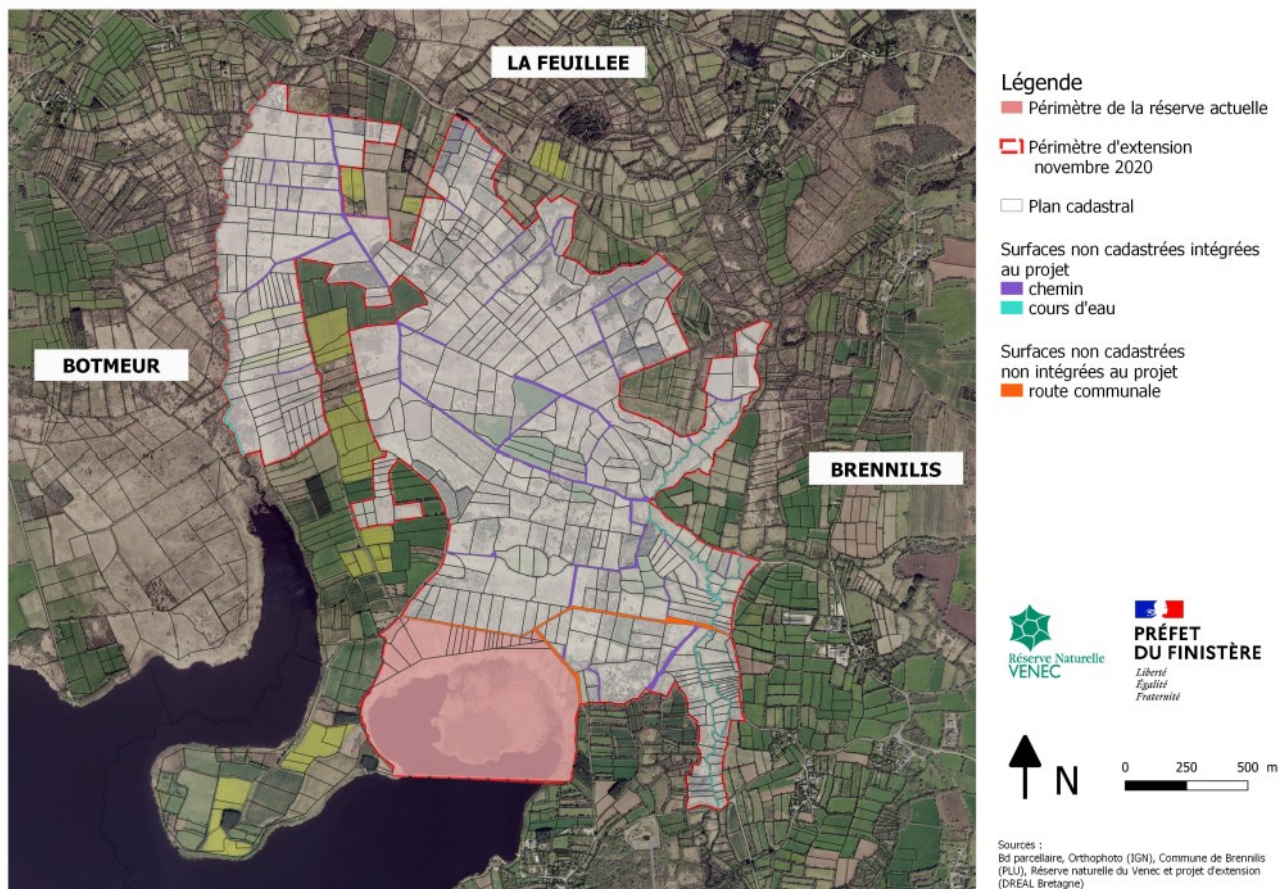 LA FEUILLEE
BOTMEUR
BRENNILIS
Légende
Périmètre de la réserve actuelle
Périmètre d'extension
novembre 2020
Plan cadastral
Surfaces non cadastrées intégrées
au projet
chemin
cours d'eau
Surfaces non cadastrées
non intégrées au projet
route communale
Réserve Naturelle
VENEC
PRÉFET
DU FINISTÈRE
Liberté
Égalité
Fraternité
N
0 250 500 m
Sources :
Bd parcellaire, Orthophoto (IGN), Commune de Brennilis
(PLU), Réserve naturelle du Venec et projet d'extension
(DREAL Bretagne)